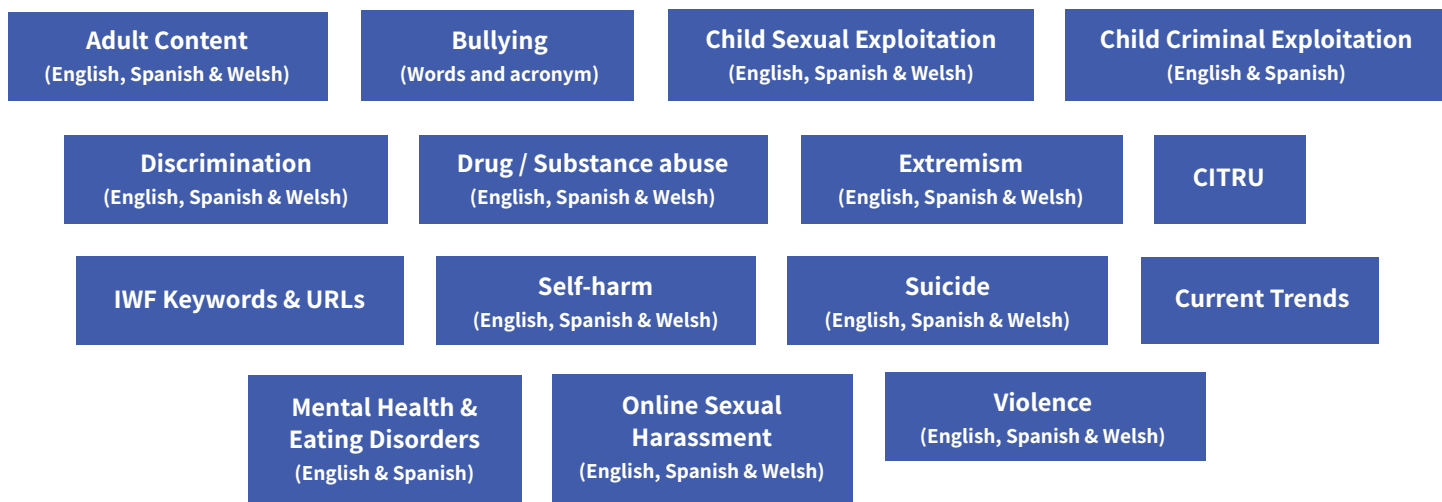 Adult Content
(English, Spanish & Welsh)
Bullying
(Words and acronym)
Child Sexual Exploitation
(English, Spanish & Welsh)
Child Criminal Exploitation
(English & Spanish)
Discrimination
(English, Spanish & Welsh)
Drug / Substance abuse
(English, Spanish & Welsh)
Extremism
(English, Spanish & Welsh)
CITRU
IWF Keywords & URLs
Self-harm
(English, Spanish & Welsh)
Suicide
(English, Spanish & Welsh)
Current Trends
Mental Health &
Eating Disorders
(English & Spanish)
Online Sexual
Harassment
(English, Spanish & Welsh)
Violence
(English, Spanish & Welsh)